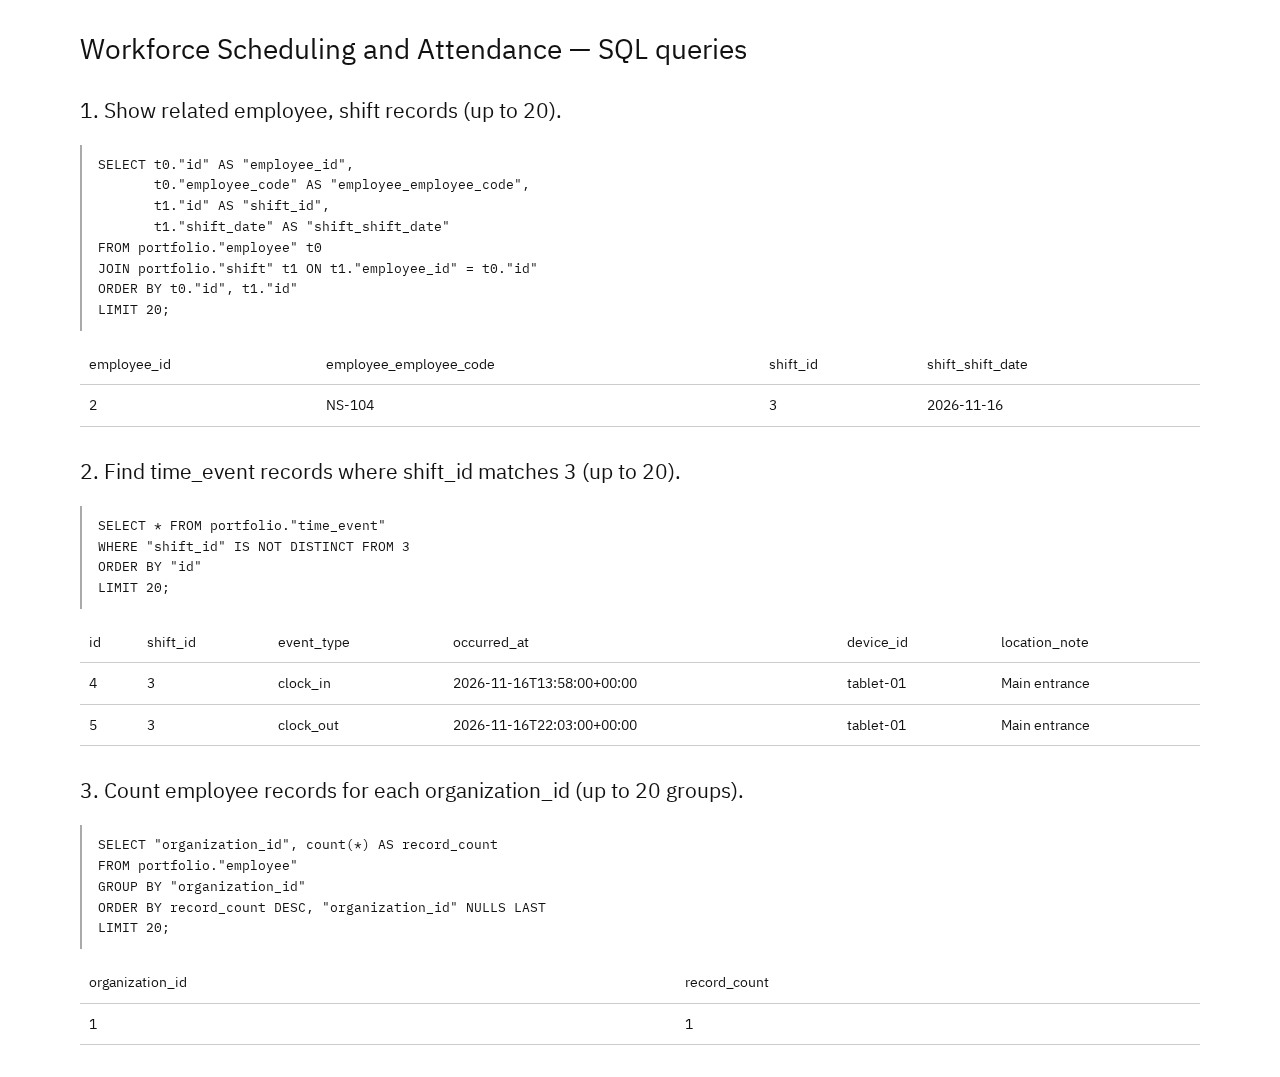 Workforce Scheduling and Attendance — SQL queries
1. Show related employee, shift records (up to 20).
SELECT t0."id" AS "employee_id",
       t0."employee_code" AS "employee_employee_code",
       t1."id" AS "shift_id",
       t1."shift_date" AS "shift_shift_date"
FROM portfolio."employee" t0
JOIN portfolio."shift" t1 ON t1."employee_id" = t0."id"
ORDER BY t0."id", t1."id"
LIMIT 20;
employee_id employee_employee_code shift_id shift_shift_date
2 NS-104 3 2026-11-16
2. Find time_event records where shift_id matches 3 (up to 20).
SELECT * FROM portfolio."time_event"
WHERE "shift_id" IS NOT DISTINCT FROM 3
ORDER BY "id"
LIMIT 20;
id shift_id event_type occurred_at device_id location_note
4 3 clock_in 2026-11-16T13:58:00+00:00 tablet-01 Main entrance
5 3 clock_out 2026-11-16T22:03:00+00:00 tablet-01 Main entrance
3. Count employee records for each organization_id (up to 20 groups).
SELECT "organization_id", count(*) AS record_count
FROM portfolio."employee"
GROUP BY "organization_id"
ORDER BY record_count DESC, "organization_id" NULLS LAST
LIMIT 20;
organization_id record_count
1 1